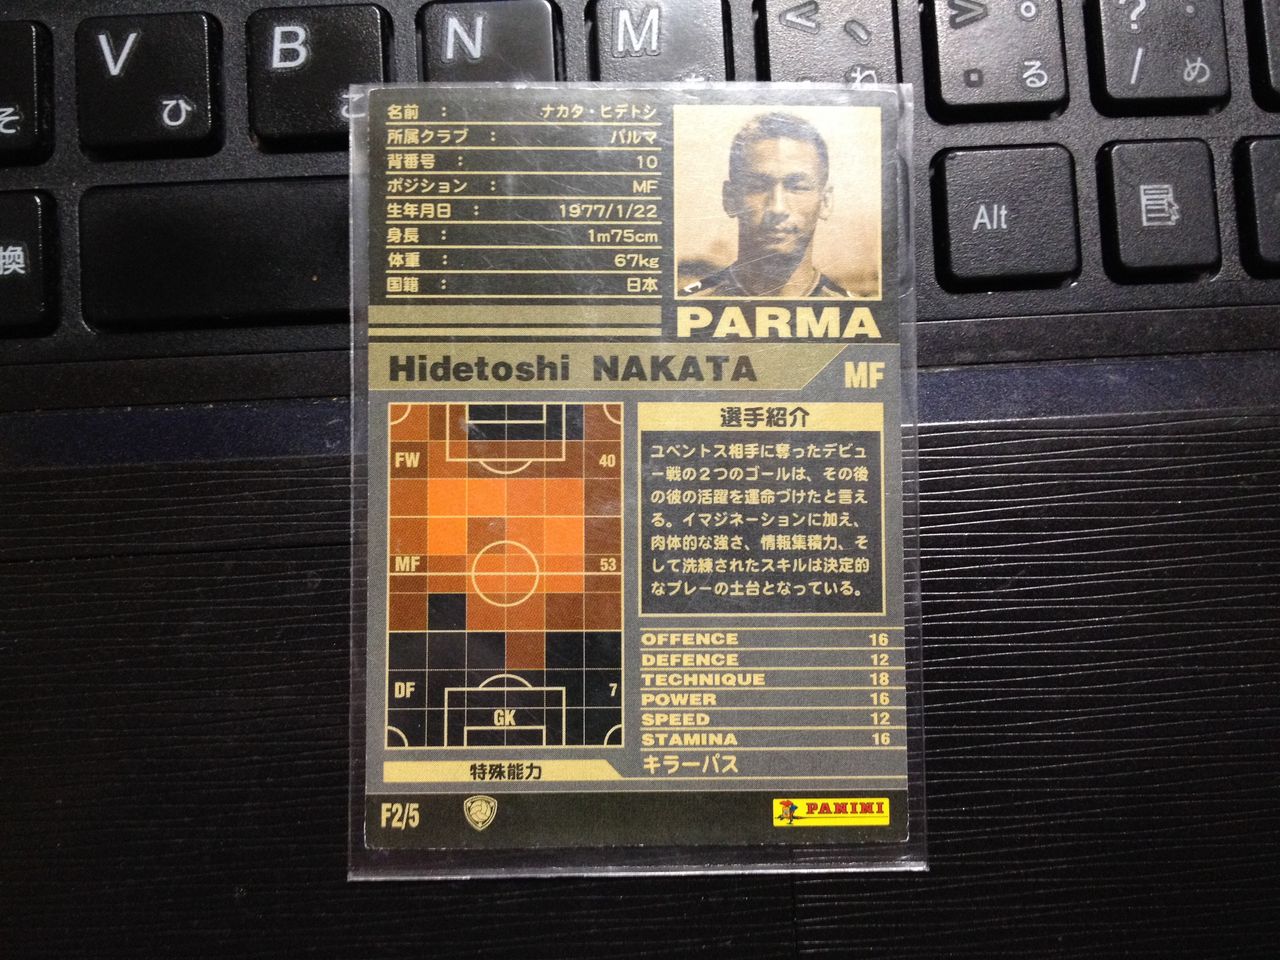 V ひ
B こ
N
M
< 、 ね
> 。 . る
? ・ / め
そ
換
Alt
名前 : ナカタ・ヒデトシ
所属クラブ : パルマ
背番号 : 10
ポジション : MF
生年月日 : 1977/1/22
身長 : 1m75cm
体重 : 67kg
国籍 : 日本
PARMA
Hidetoshi NAKATA MF
FW 40
MF 53
DF 7
GK
選手紹介
ユベントス相手に奪ったデビュ
ー戦の2つのゴールは、その後
の彼の活躍を運命づけたと言え
る。イマジネーションに加え、
肉体的な強さ、情報集積力、そ
して洗練されたスキルは決定的
なプレーの土台となっている。
OFFENCE 16
DEFENCE 12
TECHNIQUE 18
POWER 16
SPEED 12
STAMINA 16
特殊能力 キラーパス
F2/5
PANINI